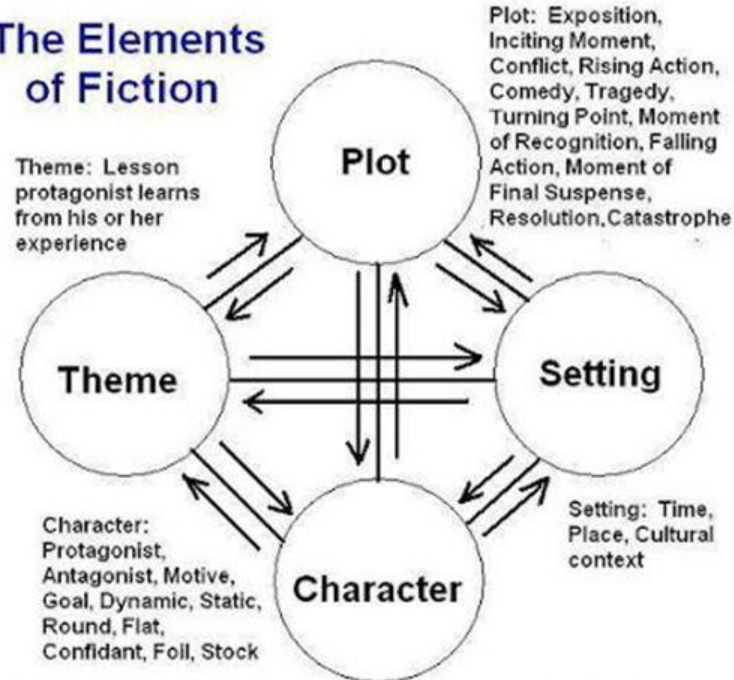 The Elements
of Fiction
Plot: Exposition,
Inciting Moment,
Conflict, Rising Action,
Comedy, Tragedy,
Turning Point, Moment
of Recognition, Falling
Action, Moment of
Final Suspense,
Resolution,Catastrophe
Plot
Theme: Lesson
protagonist learns
from his or her
experience
Theme
Setting
Character:
Protagonist,
Antagonist, Motive,
Goal, Dynamic, Static,
Round, Flat,
Confidant, Foil, Stock
Character
Setting: Time,
Place, Cultural
context